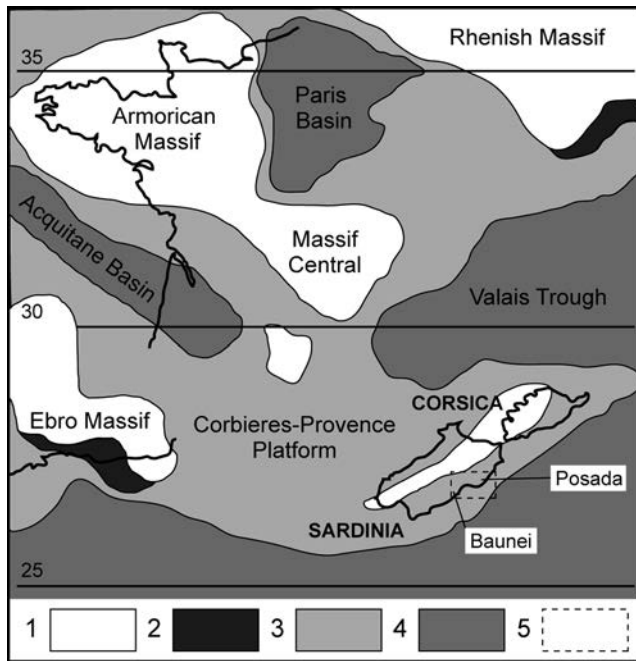 Rhenish Massif
35
Paris
Basin
Armorican
Massif
Acquitane Basin
Massif
Central
Valais Trough
30
CORSICA
Ebro Massif
Corbieres-Provence
Platform
Posada
SARDINIA
Baunei
25
1 2 3 4 5